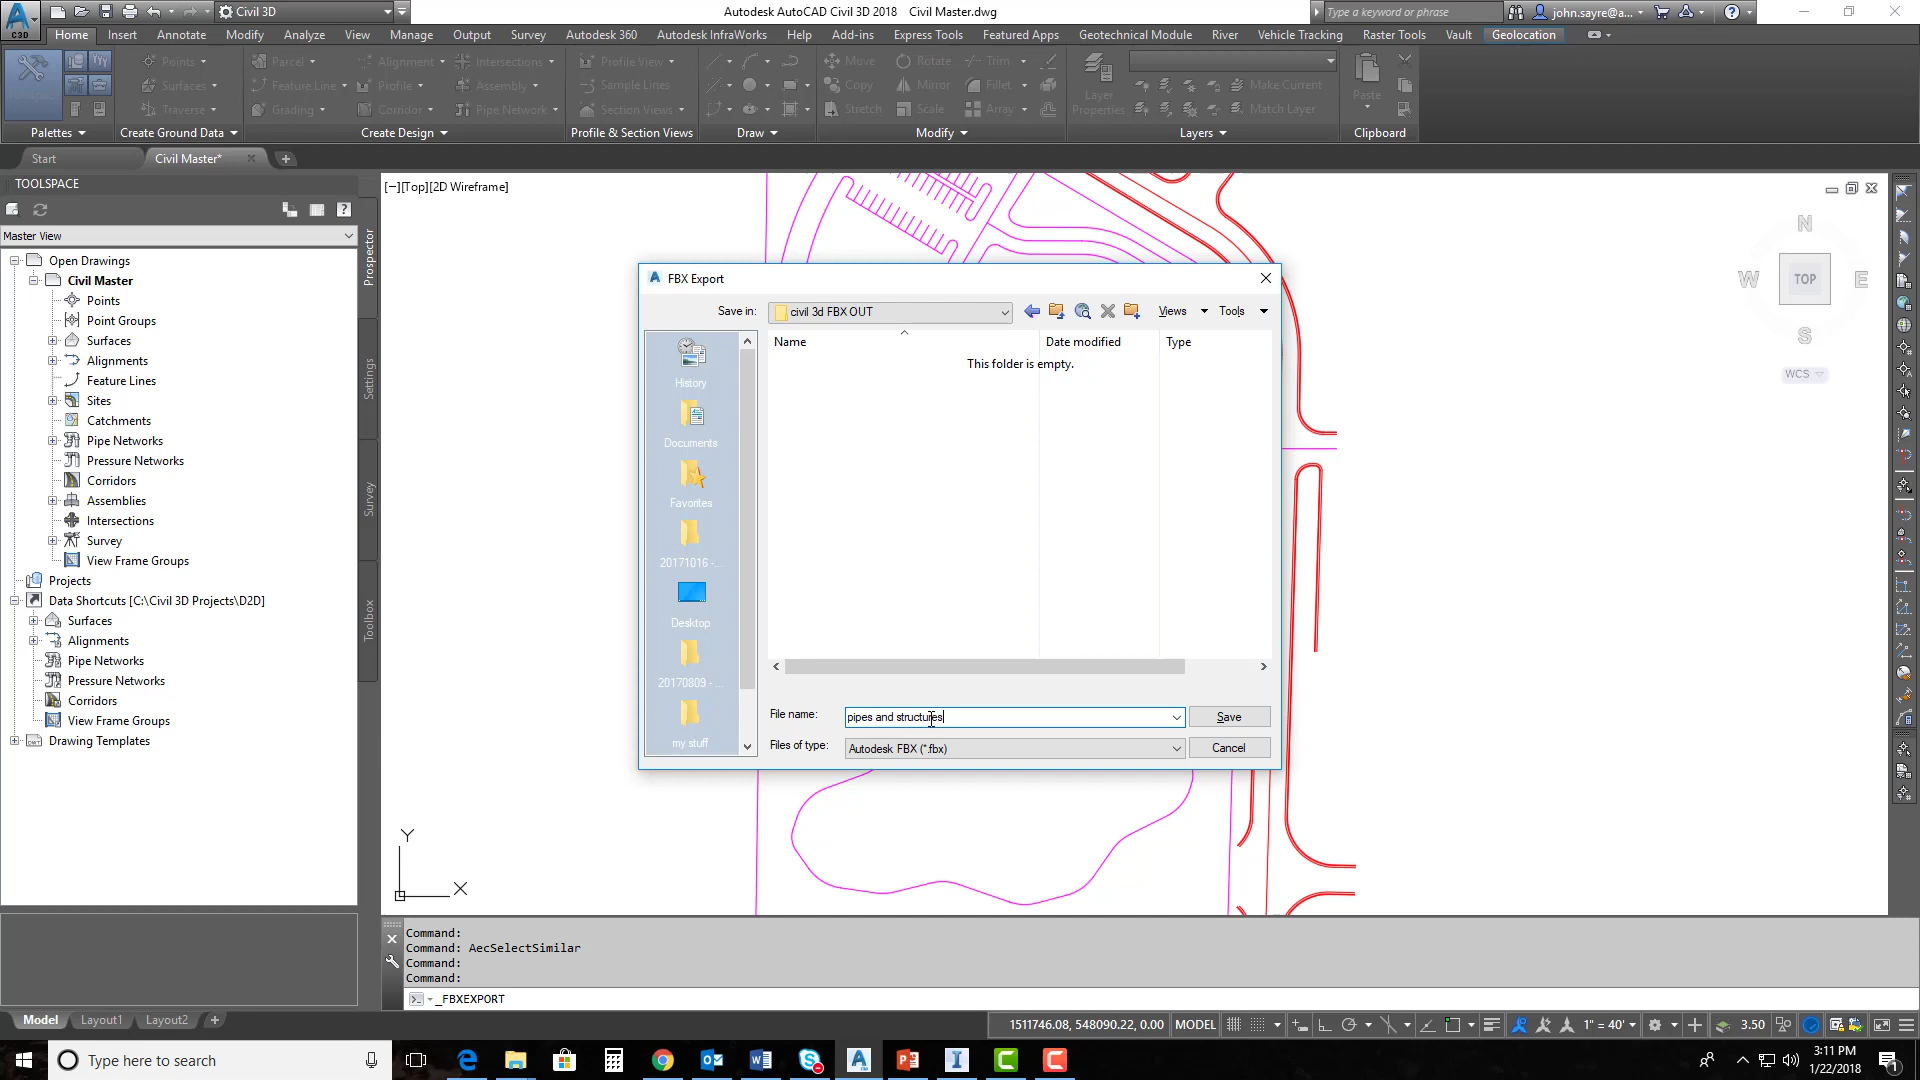 C3D
Civil 3D
Autodesk AutoCAD Civil 3D 2018 Civil Master.dwg
Type a keyword or phrase
john.sayre@a...
Home Insert Annotate Modify Analyze View Manage Output Survey Autodesk 360 Autodesk InfraWorks Help Add-ins Express Tools Featured Apps Geotechnical Module River Vehicle Tracking Raster Tools Vault Geolocation
Points Parcel Alignment Intersections Profile View Move Rotate Trim
Surfaces Feature Line Profile Assembly Sample Lines Copy Mirror Fillet Make Current
Traverse Grading Corridor Pipe Network Section Views Stretch Scale Array Layer Properties Match Layer Paste
Palettes Create Ground Data Create Design Profile & Section Views Draw Modify Layers Clipboard
Start Civil Master*
TOOLSPACE
Master View
Open Drawings
Civil Master
Points
Point Groups
Surfaces
Alignments
Feature Lines
Sites
Catchments
Pipe Networks
Pressure Networks
Corridors
Assemblies
Intersections
Survey
View Frame Groups
Projects
Data Shortcuts [C:\Civil 3D Projects\D2D]
Surfaces
Alignments
Pipe Networks
Pressure Networks
Corridors
View Frame Groups
Drawing Templates
Prospector
Settings
Survey
Toolbox
[−][Top][2D Wireframe]
N
W TOP E
S
WCS
FBX Export
Save in: civil 3d FBX OUT Views Tools
Name Date modified Type
This folder is empty.
History
Documents
Favorites
20171016 -...
Desktop
20170809 - ...
my stuff
File name: pipes and structures Save
Files of type: Autodesk FBX (*.fbx) Cancel
Y
X
Command:
Command: AecSelectSimilar
Command:
Command:
_FBXEXPORT
Model Layout1 Layout2
1511746.08, 548090.22, 0.00 MODEL 1" = 40' 3.50
Type here to search
3:11 PM
1/22/2018
1